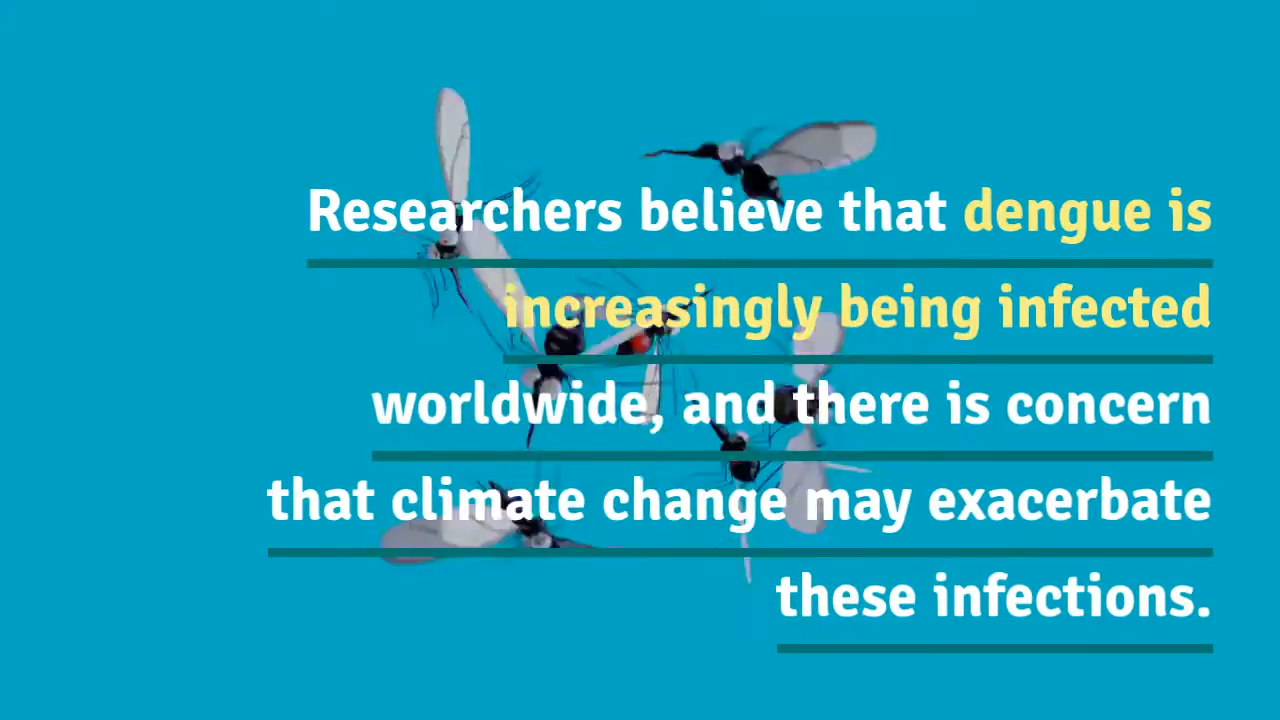 Researchers believe that dengue is
increasingly being infected
worldwide, and there is concern
that climate change may exacerbate
these infections.